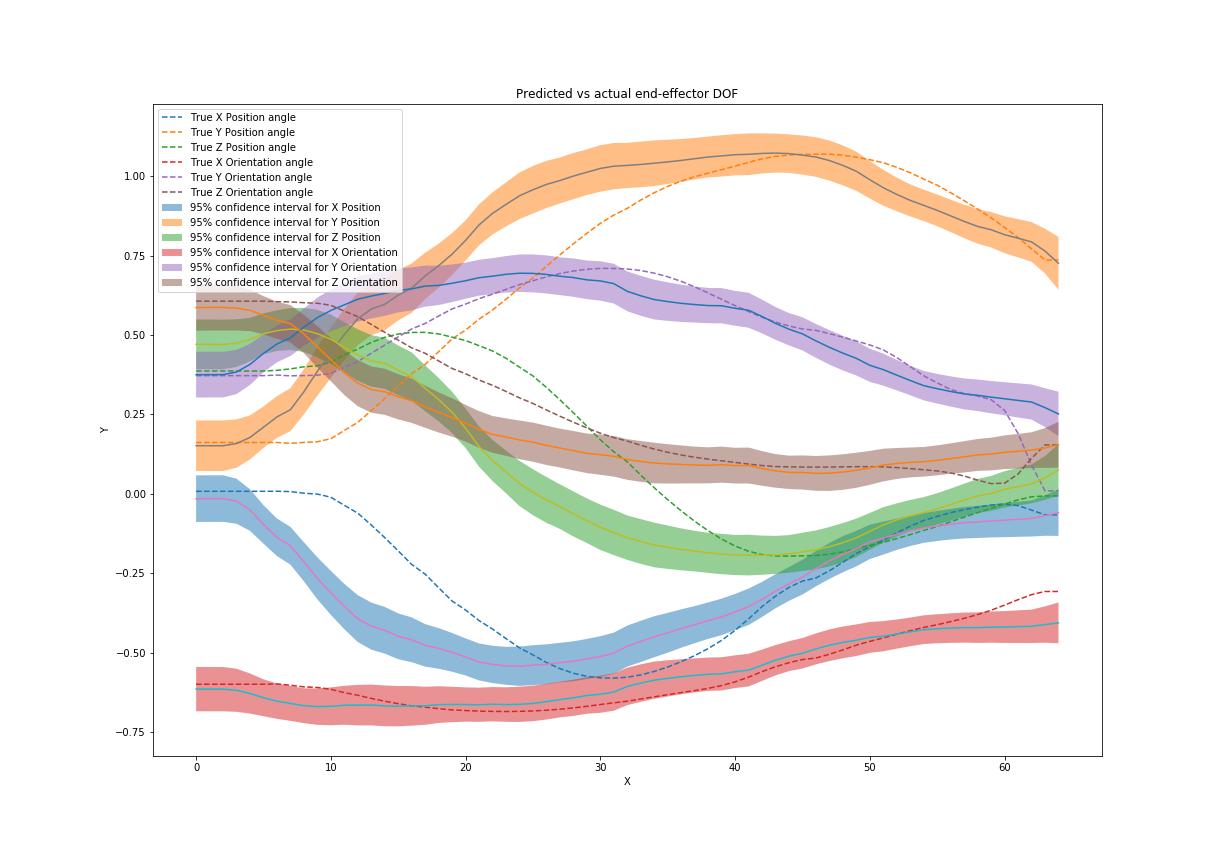 Predicted vs actual end-effector DOF
True X Position angle
True Y Position angle
True Z Position angle
True X Orientation angle
True Y Orientation angle
True Z Orientation angle
95% confidence interval for X Position
95% confidence interval for Y Position
95% confidence interval for Z Position
95% confidence interval for X Orientation
95% confidence interval for Y Orientation
95% confidence interval for Z Orientation
1.00
0.75
0.50
0.25
0.00
−0.25
−0.50
−0.75
Y
0 10 20 30 40 50 60
X